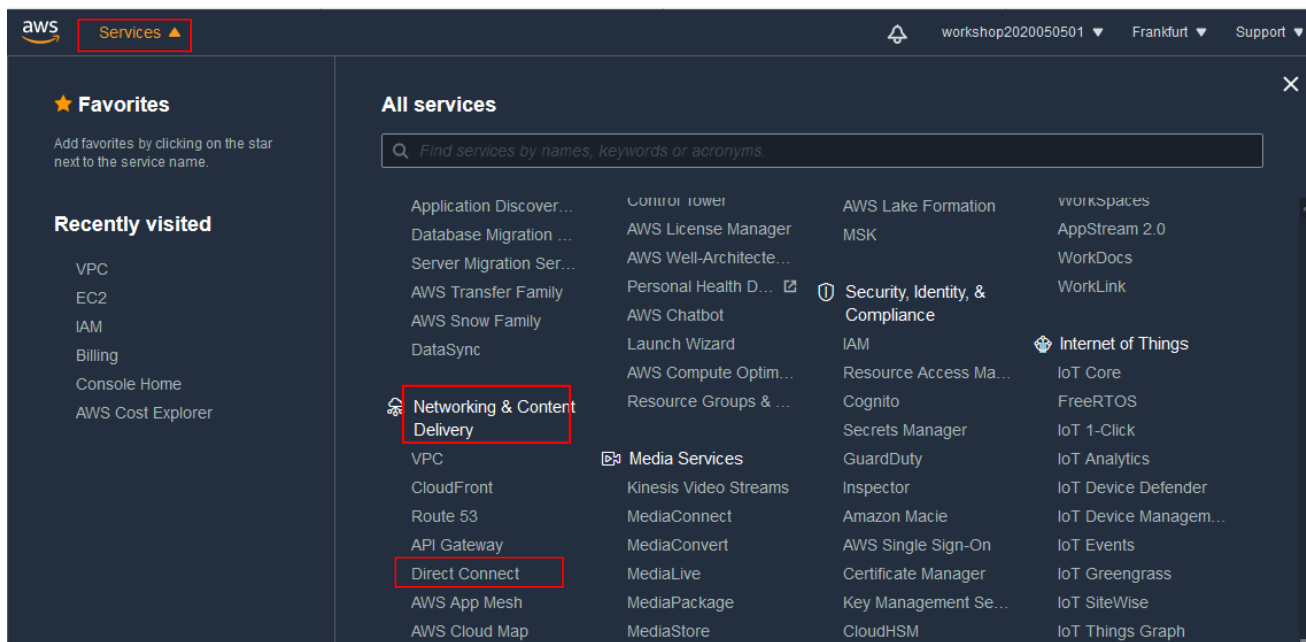 aws
Services ▲
workshop2020050501 ▼
Frankfurt ▼
Support ▼
Favorites
Add favorites by clicking on the star
next to the service name.
Recently visited
VPC
EC2
IAM
Billing
Console Home
AWS Cost Explorer
All services
Find services by names, keywords or acronyms.
Application Discover...
Database Migration ...
Server Migration Ser...
AWS Transfer Family
AWS Snow Family
DataSync
Networking & Content
Delivery
VPC
CloudFront
Route 53
API Gateway
Direct Connect
AWS App Mesh
AWS Cloud Map
Control Tower
AWS License Manager
AWS Well-Architecte...
Personal Health D...
AWS Chatbot
Launch Wizard
AWS Compute Optim...
Resource Groups & ...
Media Services
Kinesis Video Streams
MediaConnect
MediaConvert
MediaLive
MediaPackage
MediaStore
AWS Lake Formation
MSK
Security, Identity, &
Compliance
IAM
Resource Access Ma...
Cognito
Secrets Manager
GuardDuty
Inspector
Amazon Macie
AWS Single Sign-On
Certificate Manager
Key Management Se...
CloudHSM
WorkSpaces
AppStream 2.0
WorkDocs
WorkLink
Internet of Things
IoT Core
FreeRTOS
IoT 1-Click
IoT Analytics
IoT Device Defender
IoT Device Managem...
IoT Events
IoT Greengrass
IoT SiteWise
IoT Things Graph